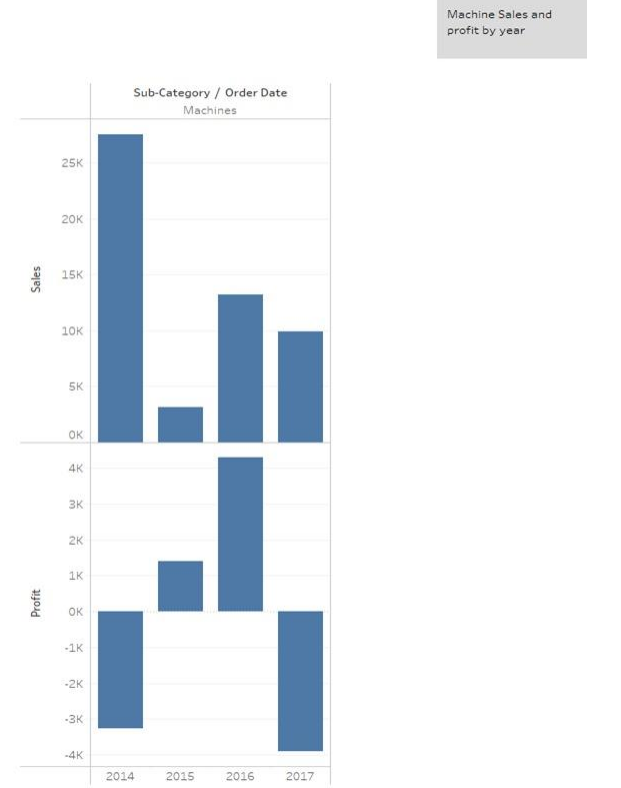 Machine Sales and
profit by year
Sub-Category / Order Date
Machines
Sales
25K
20K
15K
10K
5K
0K
Profit
4K
3K
2K
1K
0K
-1K
-2K
-3K
-4K
2014 2015 2016 2017